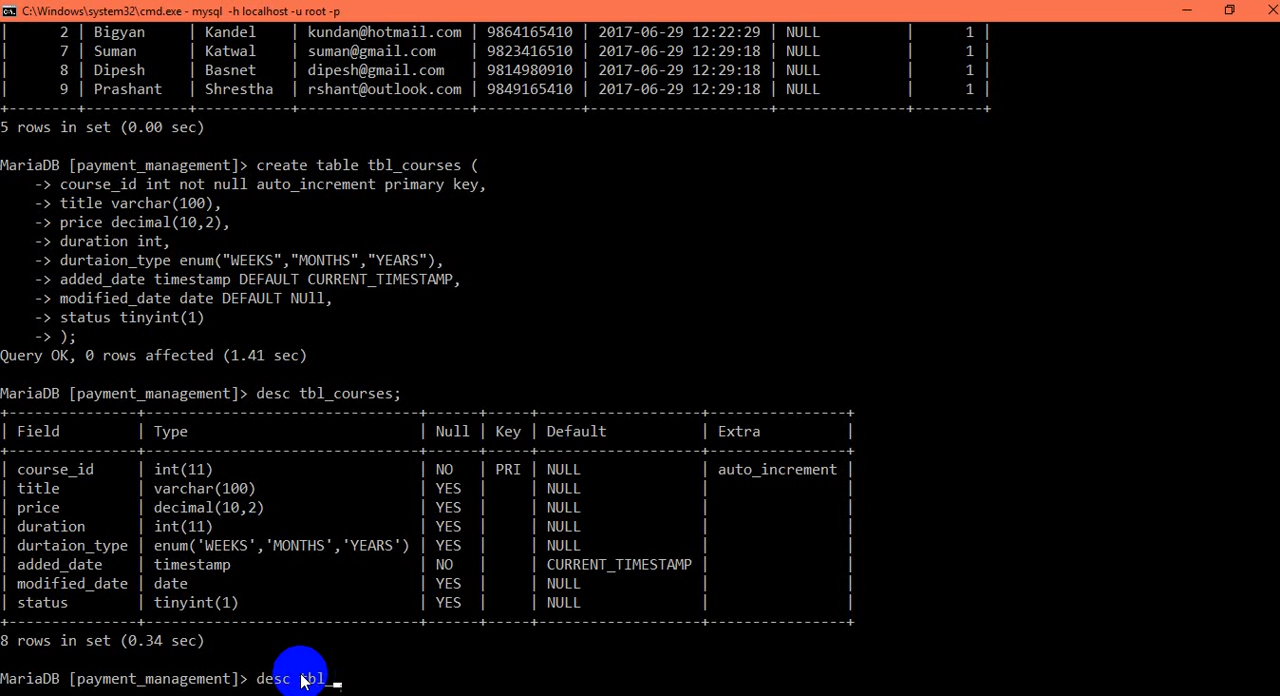 C:\Windows\system32\cmd.exe - mysql -h localhost -u root -p
| 2 | Bigyan | Kandel | kundan@hotmail.com | 9864165410 | 2017-06-29 12:22:29 | NULL | 1 |
| 7 | Suman | Katwal | suman@gmail.com | 9823416510 | 2017-06-29 12:29:18 | NULL | 1 |
| 8 | Dipesh | Basnet | dipesh@gmail.com | 9814980910 | 2017-06-29 12:29:18 | NULL | 1 |
| 9 | Prashant | Shrestha | rshant@outlook.com | 9849165410 | 2017-06-29 12:29:18 | NULL | 1 |
5 rows in set (0.00 sec)
MariaDB [payment_management]> create table tbl_courses (
-> course_id int not null auto_increment primary key,
-> title varchar(100),
-> price decimal(10,2),
-> duration int,
-> durtaion_type enum("WEEKS","MONTHS","YEARS"),
-> added_date timestamp DEFAULT CURRENT_TIMESTAMP,
-> modified_date date DEFAULT NUll,
-> status tinyint(1)
-> );
Query OK, 0 rows affected (1.41 sec)
MariaDB [payment_management]> desc tbl_courses;
| Field | Type | Null | Key | Default | Extra |
| course_id | int(11) | NO | PRI | NULL | auto_increment |
| title | varchar(100) | YES | | NULL | |
| price | decimal(10,2) | YES | | NULL | |
| duration | int(11) | YES | | NULL | |
| durtaion_type | enum('WEEKS','MONTHS','YEARS') | YES | | NULL | |
| added_date | timestamp | NO | | CURRENT_TIMESTAMP | |
| modified_date | date | YES | | NULL | |
| status | tinyint(1) | YES | | NULL | |
8 rows in set (0.34 sec)
MariaDB [payment_management]> desc tbl_